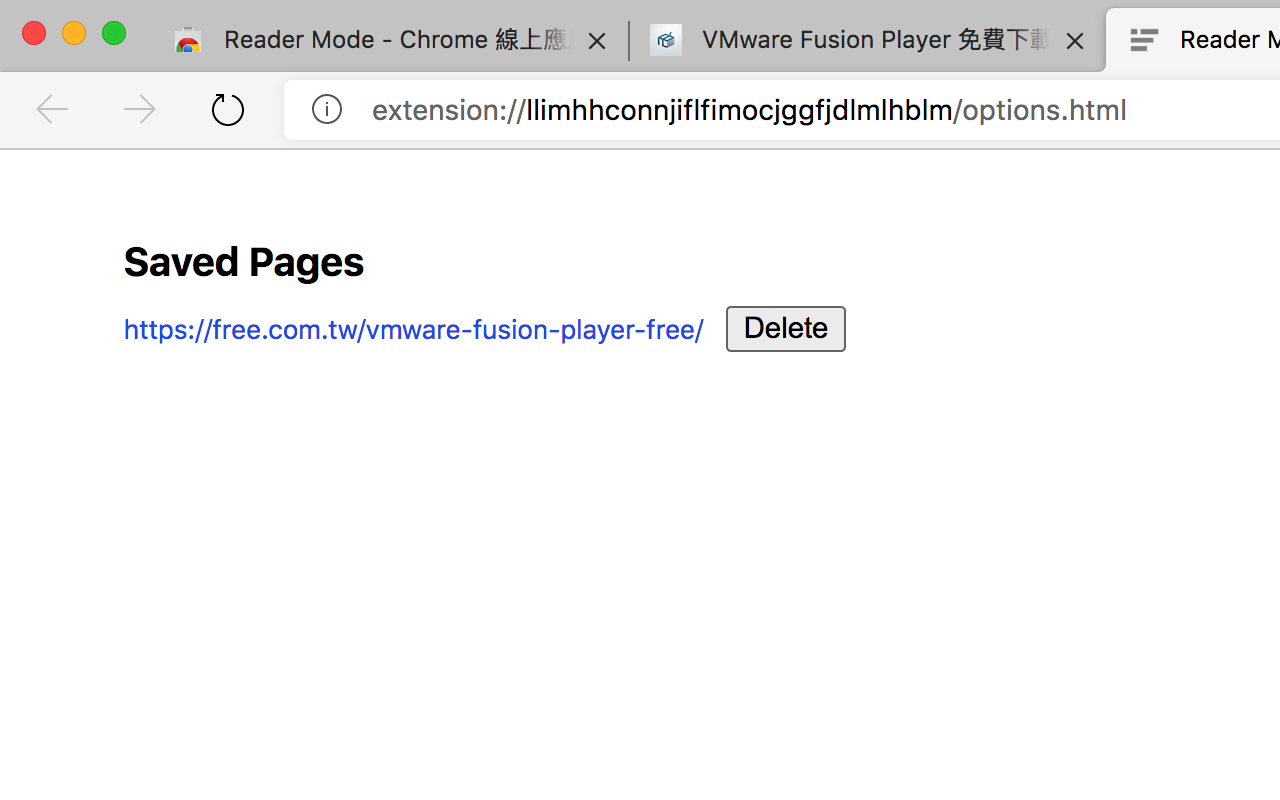 Reader Mode - Chrome 線上應
VMware Fusion Player 免費下載
Reader M
extension://llimhhconnjiflfimocjggfjdlmlhblm/options.html
Saved Pages
https://free.com.tw/vmware-fusion-player-free/ Delete